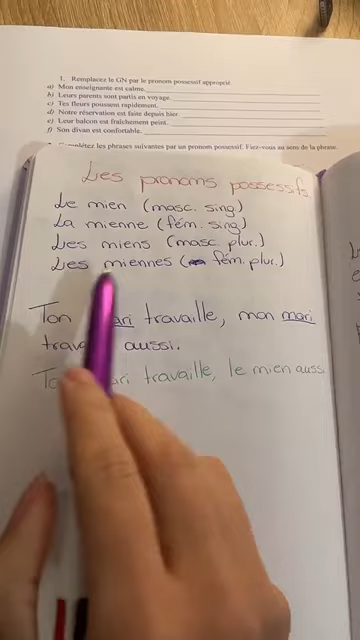 1. Remplacez le GN par le pronom possessif approprié.
a) Mon enseignante est calme.
b) Leurs parents sont partis en voyage.
c) Tes fleurs poussent rapidement.
d) Notre réservation est faite depuis hier.
e) Leur balcon est fraîchement peint.
f) Son divan est confortable.
les phrases suivantes par un pronom possessif. Fiez-vous au sens de la phrase.
Les pronoms possessifs
Le mien (masc. sing)
La mienne (fém. sing)
Les miens (masc plur.)
Les miennes (fém. plur.)
Ton travaille, mon mari
aussi.
travaille, le mien aussi